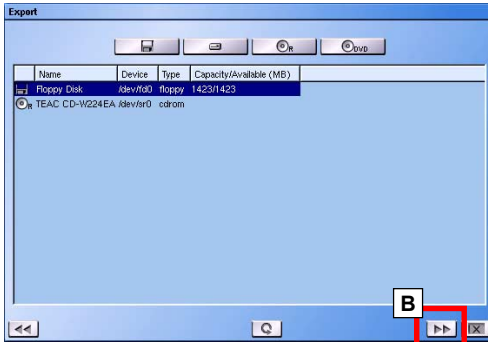 Export
R
DVD
Name Device Type Capacity/Available (MB)
Floppy Disk /dev/fd0 floppy 1423/1423
R TEAC CD-W224EA /dev/sr0 cdrom
B